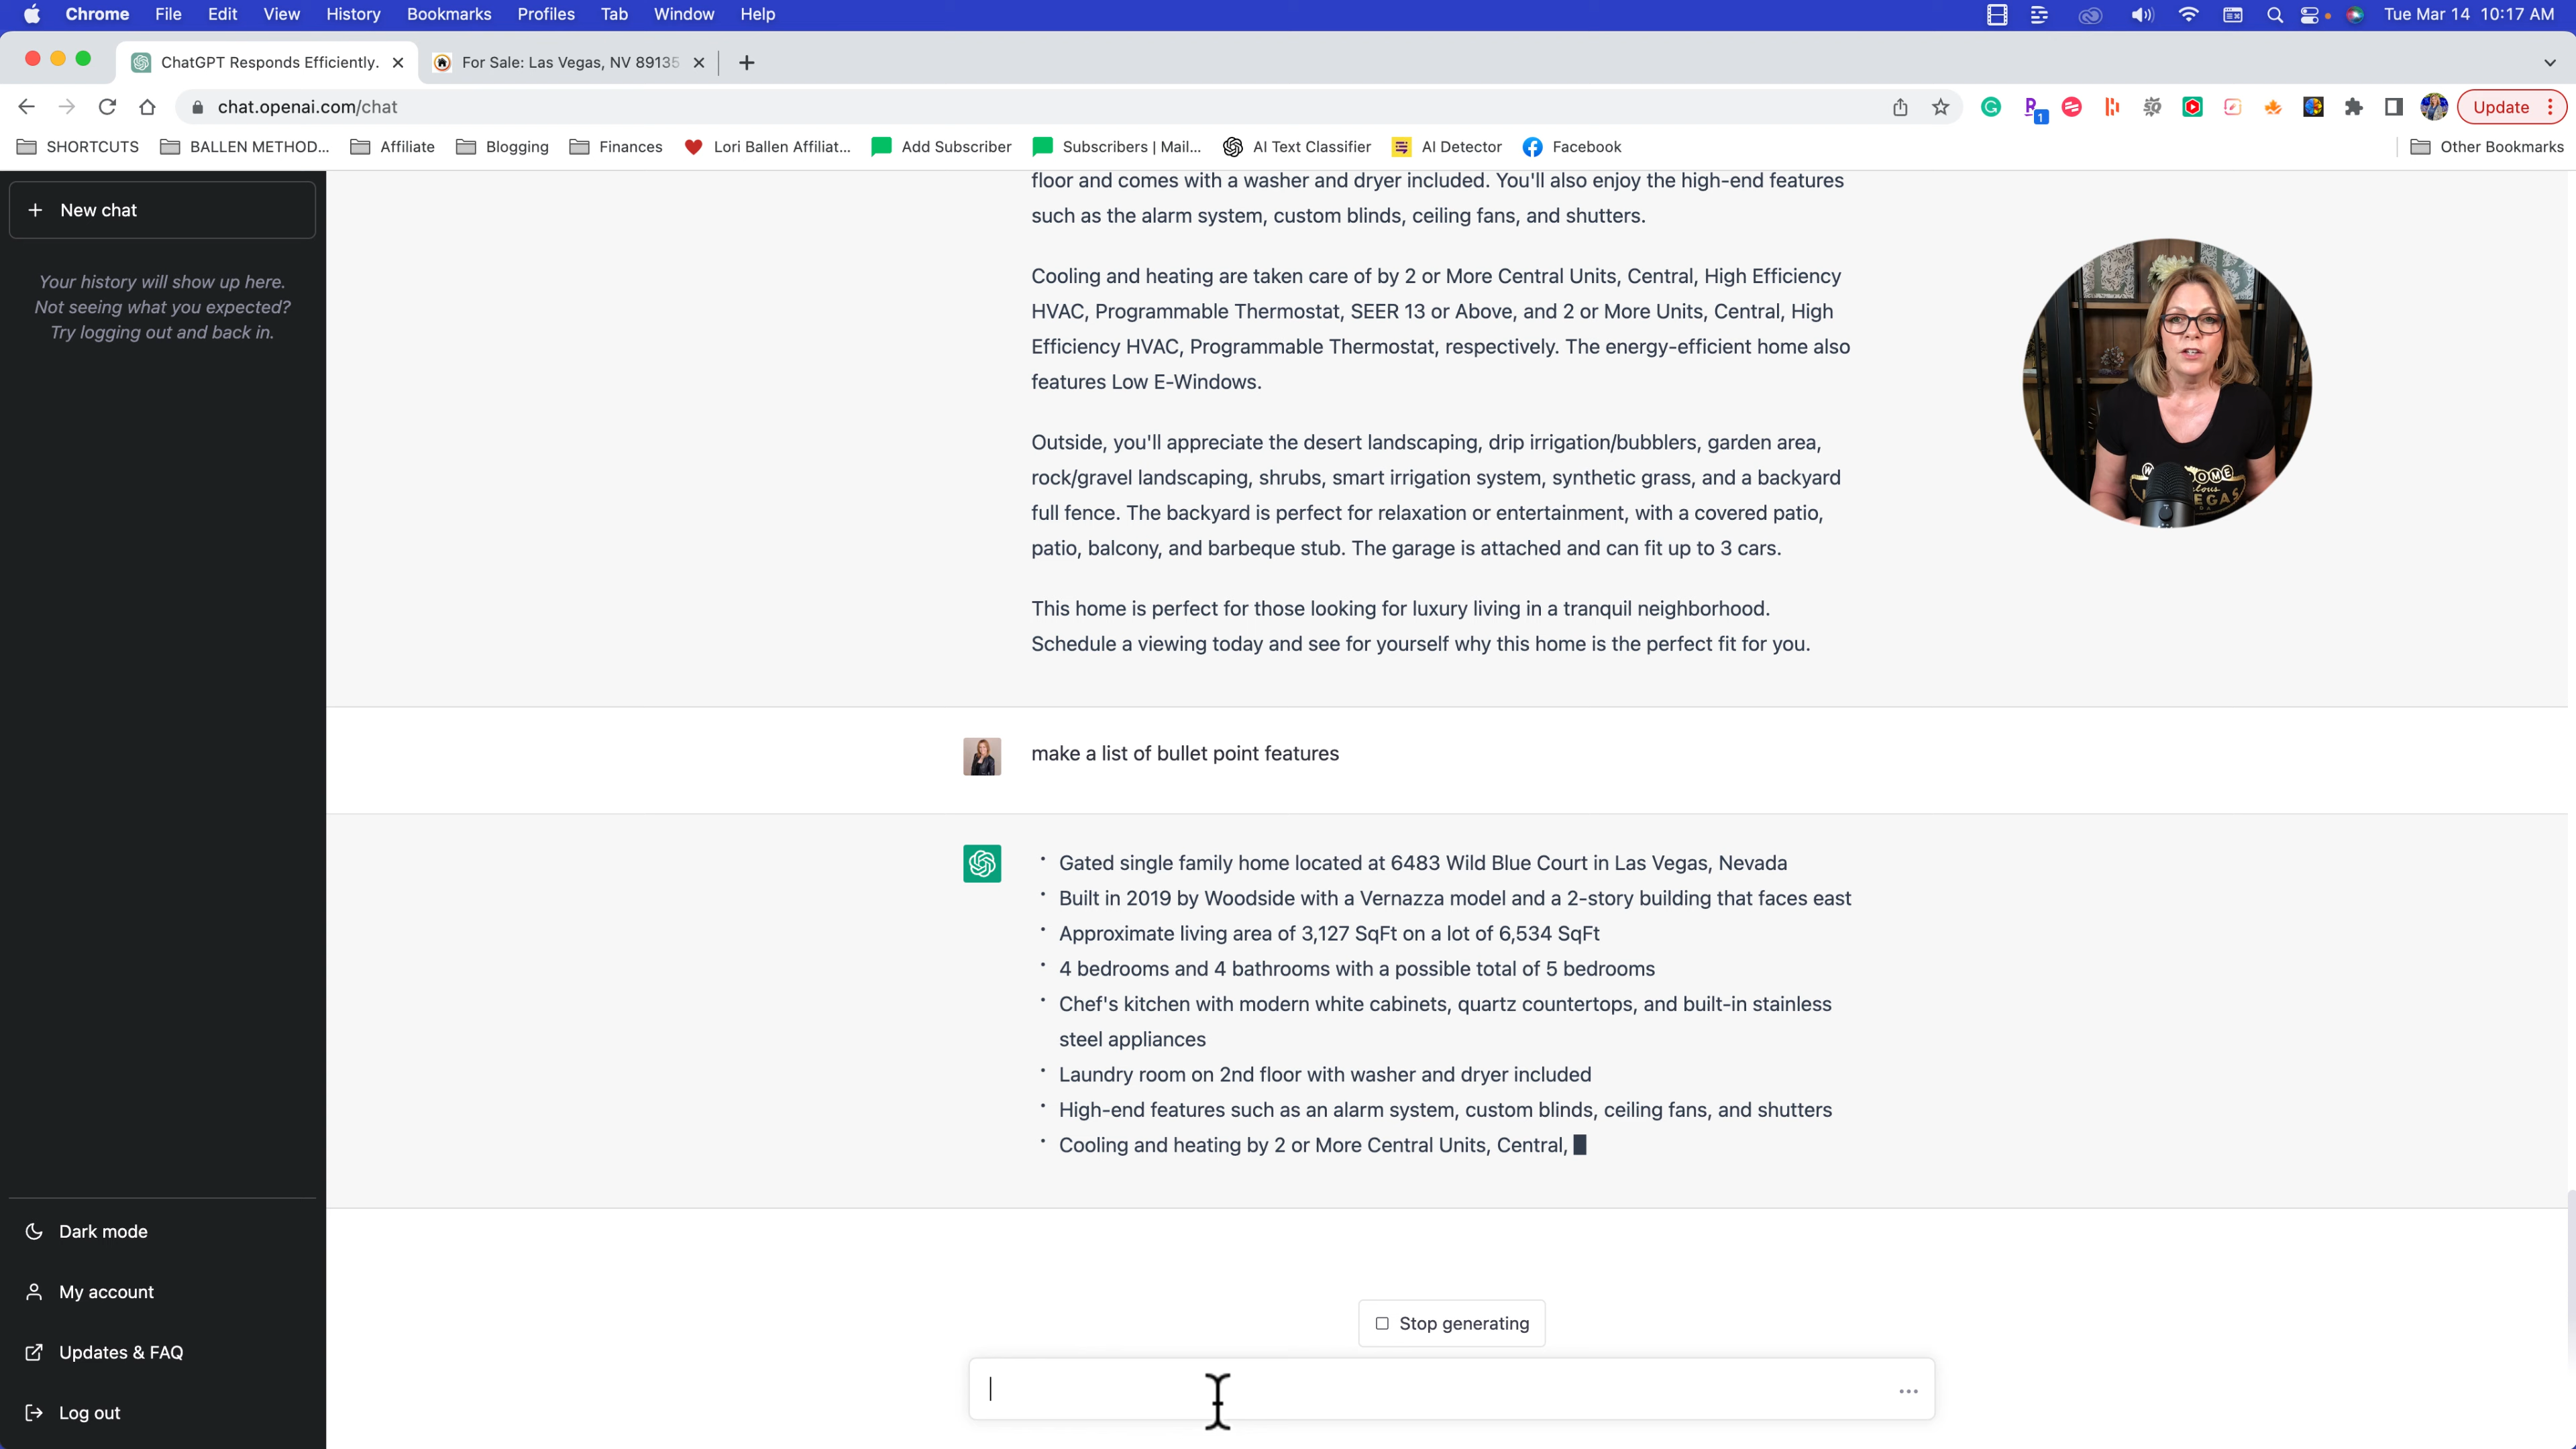 Chrome File Edit View History Bookmarks Profiles Tab Window Help Tue Mar 14 10:17 AM
ChatGPT Responds Efficiently. For Sale: Las Vegas, NV 89135
chat.openai.com/chat 1 Update
SHORTCUTS BALLEN METHOD... Affiliate Blogging Finances Lori Ballen Affiliat... Add Subscriber Subscribers | Mail... AI Text Classifier AI Detector Facebook Other Bookmarks
New chat
Your history will show up here.
Not seeing what you expected?
Try logging out and back in.
floor and comes with a washer and dryer included. You'll also enjoy the high-end features
such as the alarm system, custom blinds, ceiling fans, and shutters.
Cooling and heating are taken care of by 2 or More Central Units, Central, High Efficiency
HVAC, Programmable Thermostat, SEER 13 or Above, and 2 or More Units, Central, High
Efficiency HVAC, Programmable Thermostat, respectively. The energy-efficient home also
features Low E-Windows.
Outside, you'll appreciate the desert landscaping, drip irrigation/bubblers, garden area,
rock/gravel landscaping, shrubs, smart irrigation system, synthetic grass, and a backyard
full fence. The backyard is perfect for relaxation or entertainment, with a covered patio,
patio, balcony, and barbeque stub. The garage is attached and can fit up to 3 cars.
This home is perfect for those looking for luxury living in a tranquil neighborhood.
Schedule a viewing today and see for yourself why this home is the perfect fit for you.
make a list of bullet point features
• Gated single family home located at 6483 Wild Blue Court in Las Vegas, Nevada
• Built in 2019 by Woodside with a Vernazza model and a 2-story building that faces east
• Approximate living area of 3,127 SqFt on a lot of 6,534 SqFt
• 4 bedrooms and 4 bathrooms with a possible total of 5 bedrooms
• Chef's kitchen with modern white cabinets, quartz countertops, and built-in stainless
steel appliances
• Laundry room on 2nd floor with washer and dryer included
• High-end features such as an alarm system, custom blinds, ceiling fans, and shutters
• Cooling and heating by 2 or More Central Units, Central,
Dark mode
My account
Updates & FAQ
Log out
Stop generating